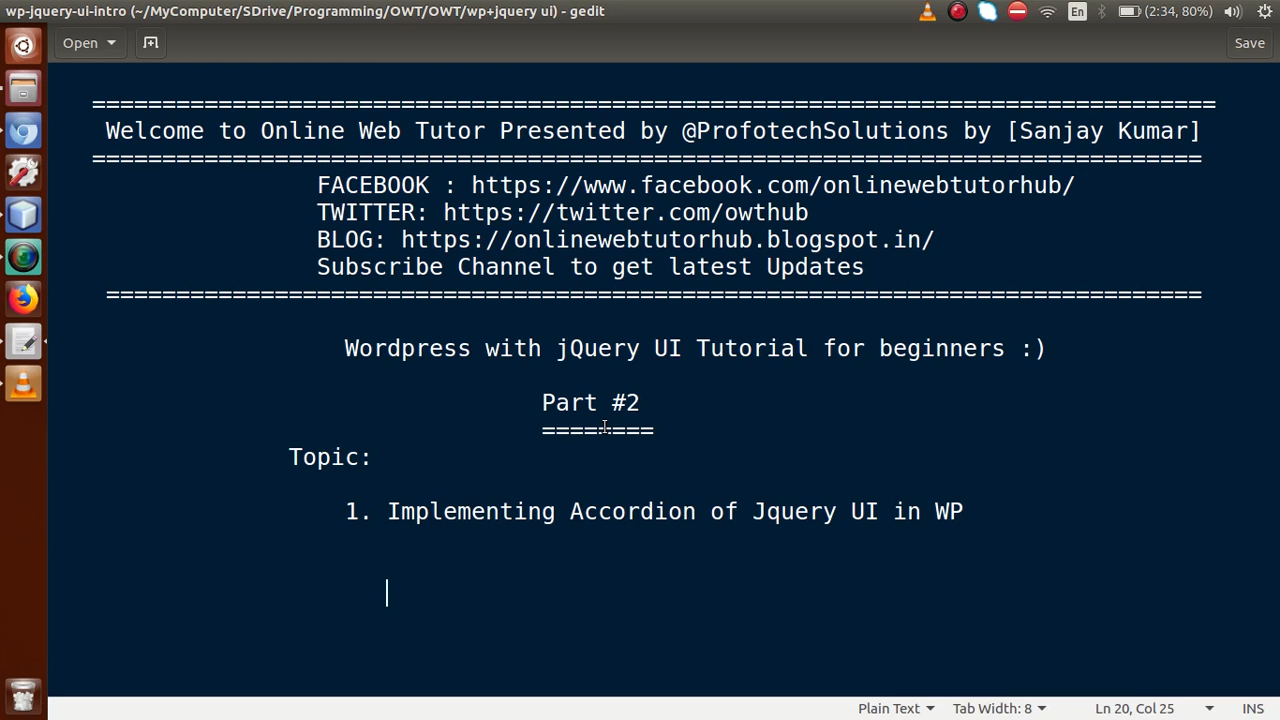 wp-jquery-ui-intro (~/MyComputer/SDrive/Programming/OWT/OWT/wp+jquery ui) - gedit
En
(2:34, 80%)
Open
Save
================================================================================
Welcome to Online Web Tutor Presented by @ProfotechSolutions by [Sanjay Kumar]
===============================================================================
FACEBOOK : https://www.facebook.com/onlinewebtutorhub/
TWITTER: https://twitter.com/owthub
BLOG: https://onlinewebtutorhub.blogspot.in/
Subscribe Channel to get latest Updates
==============================================================================
Wordpress with jQuery UI Tutorial for beginners :)
Part #2
========
Topic:
1. Implementing Accordion of Jquery UI in WP
Plain Text
Tab Width: 8
Ln 20, Col 25
INS